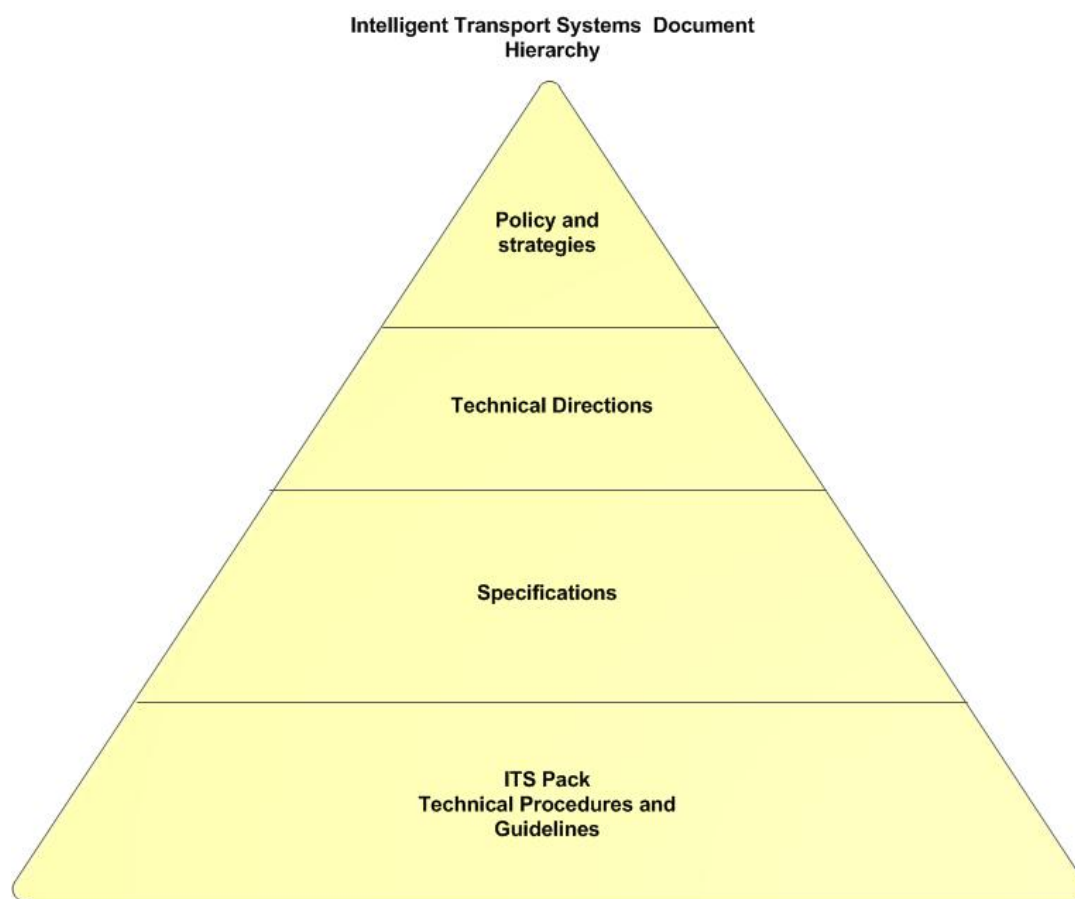 Intelligent Transport Systems Document
Hierarchy
Policy and
strategies
Technical Directions
Specifications
ITS Pack
Technical Procedures and
Guidelines